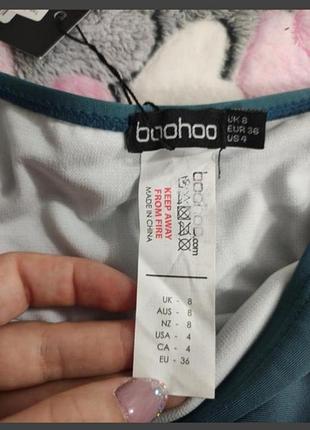 boohoo
UK 8
EUR 36
US 4
boohoo.com
KEEP AWAY
FROM FIRE
MADE IN CHINA
UK - 8
AUS - 8
NZ - 8
USA - 4
CA - 4
EU - 36